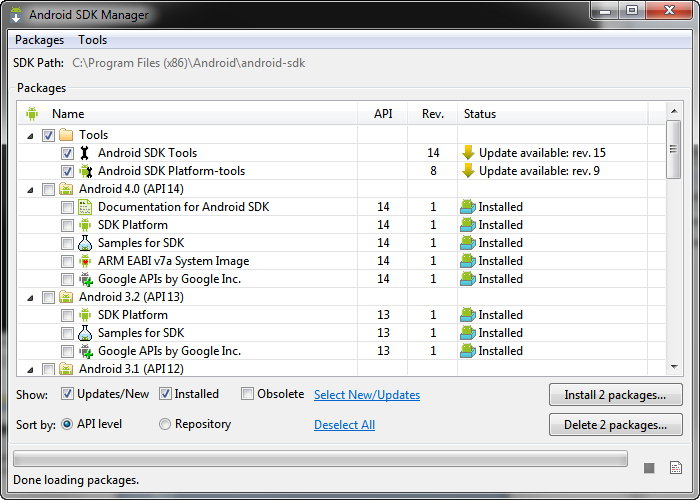 Android SDK Manager
Packages Tools
SDK Path: C:\Program Files (x86)\Android\android-sdk
Packages
Name API Rev. Status
Tools
Android SDK Tools 14 Update available: rev. 15
Android SDK Platform-tools 8 Update available: rev. 9
Android 4.0 (API 14)
Documentation for Android SDK 14 1 Installed
SDK Platform 14 1 Installed
Samples for SDK 14 1 Installed
ARM EABI v7a System Image 14 1 Installed
Google APIs by Google Inc. 14 1 Installed
Android 3.2 (API 13)
SDK Platform 13 1 Installed
Samples for SDK 13 1 Installed
Google APIs by Google Inc. 13 1 Installed
Android 3.1 (API 12)
Show: Updates/New Installed Obsolete Select New/Updates Install 2 packages...
Sort by: API level Repository Deselect All Delete 2 packages...
Done loading packages.